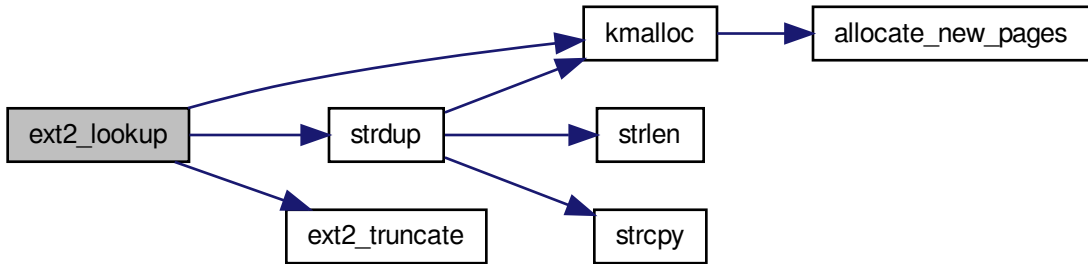 kmalloc
allocate_new_pages
ext2_lookup
strdup
strlen
ext2_truncate
strcpy